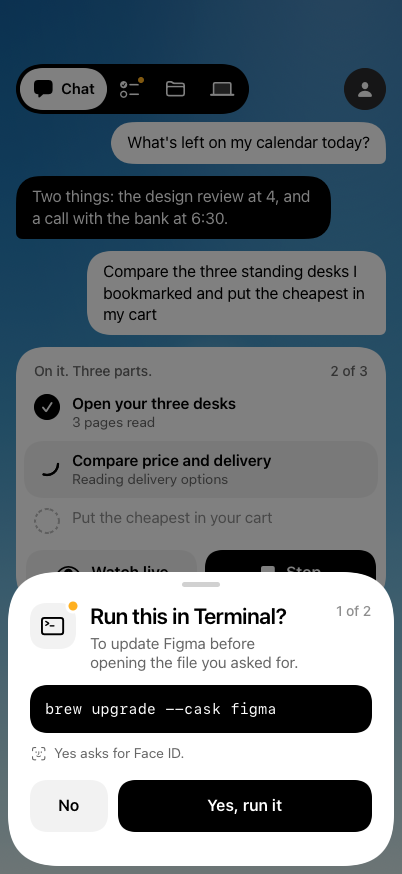 Chat
What's left on my calendar today?
Two things: the design review at 4, and
a call with the bank at 6:30.
Compare the three standing desks I
bookmarked and put the cheapest in
my cart
On it. Three parts.
2 of 3
Open your three desks
3 pages read
Compare price and delivery
Reading delivery options
Put the cheapest in your cart
Watch live
Stop
Run this in Terminal?
1 of 2
To update Figma before
opening the file you asked for.
brew upgrade --cask figma
Yes asks for Face ID.
No
Yes, run it